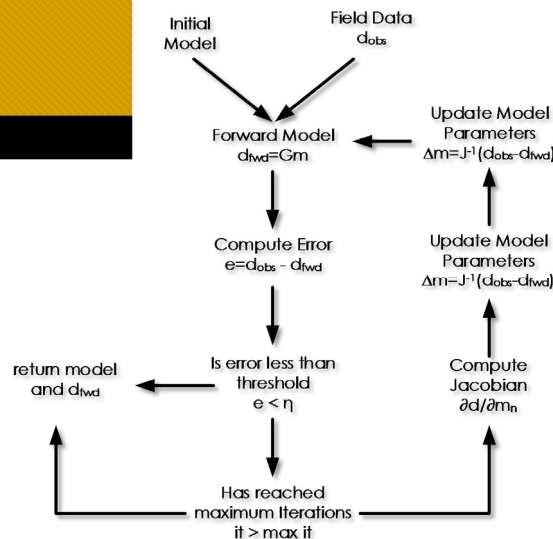 Initial
Model
Field Data
dobs
Forward Model
dfwd=Gm
Update Model
Parameters
Δm=J-1(dobs-dfwd)
Compute Error
e=dobs - dfwd
Update Model
Parameters
Δm=J-1(dobs-dfwd)
return model
and dfwd
Is error less than
threshold
e < η
Compute
Jacobian
∂d/∂mn
Has reached
maximum Iterations
it > max it